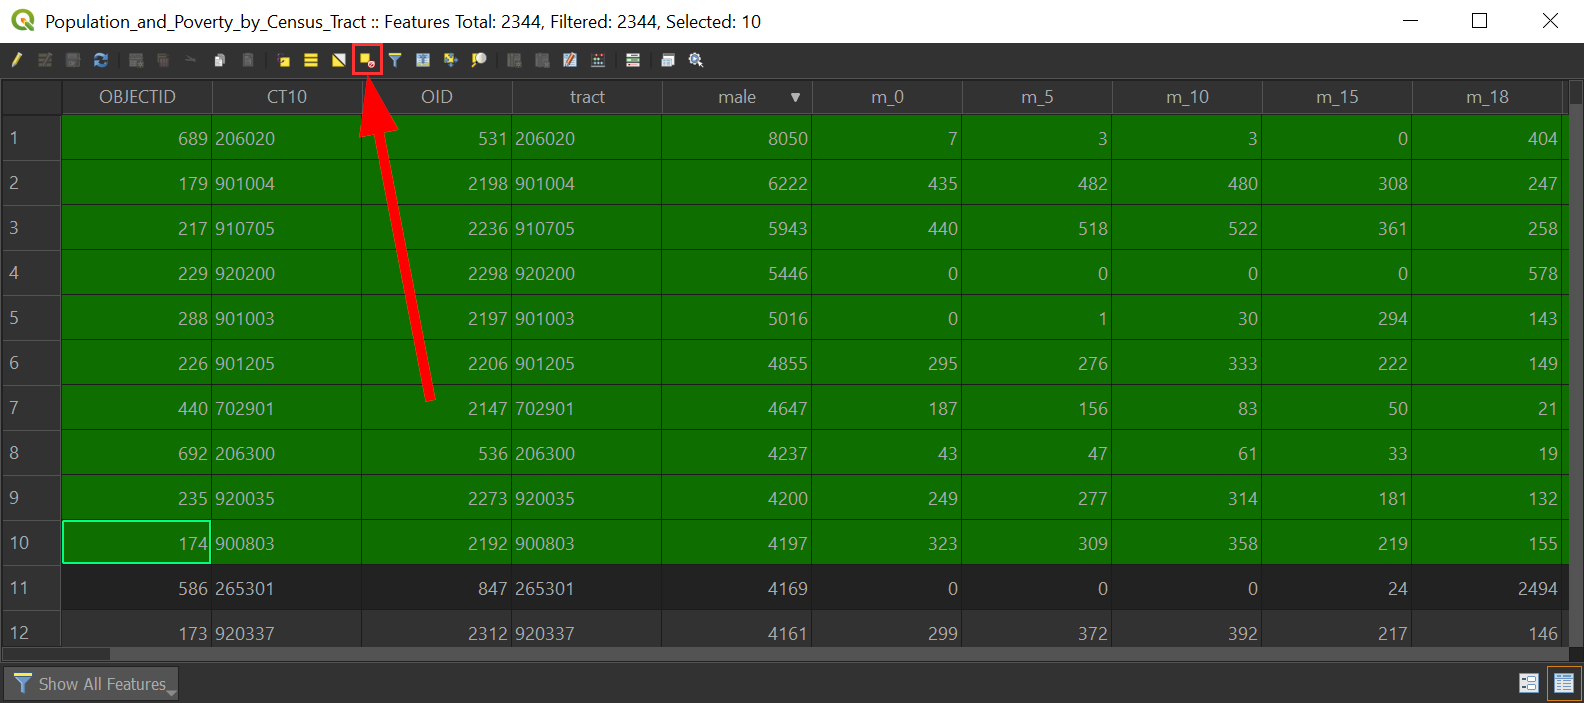 Population_and_Poverty_by_Census_Tract :: Features Total: 2344, Filtered: 2344, Selected: 10
OBJECTID CT10 OID tract male m_0 m_5 m_10 m_15 m_18
1 689 206020 531 206020 8050 7 3 3 0 404
2 179 901004 2198 901004 6222 435 482 480 308 247
3 217 910705 2236 910705 5943 440 518 522 361 258
4 229 920200 2298 920200 5446 0 0 0 0 578
5 288 901003 2197 901003 5016 0 1 30 294 143
6 226 901205 2206 901205 4855 295 276 333 222 149
7 440 702901 2147 702901 4647 187 156 83 50 21
8 692 206300 536 206300 4237 43 47 61 33 19
9 235 920035 2273 920035 4200 249 277 314 181 132
10 174 900803 2192 900803 4197 323 309 358 219 155
11 586 265301 847 265301 4169 0 0 0 24 2494
12 173 920337 2312 920337 4161 299 372 392 217 146
Show All Features